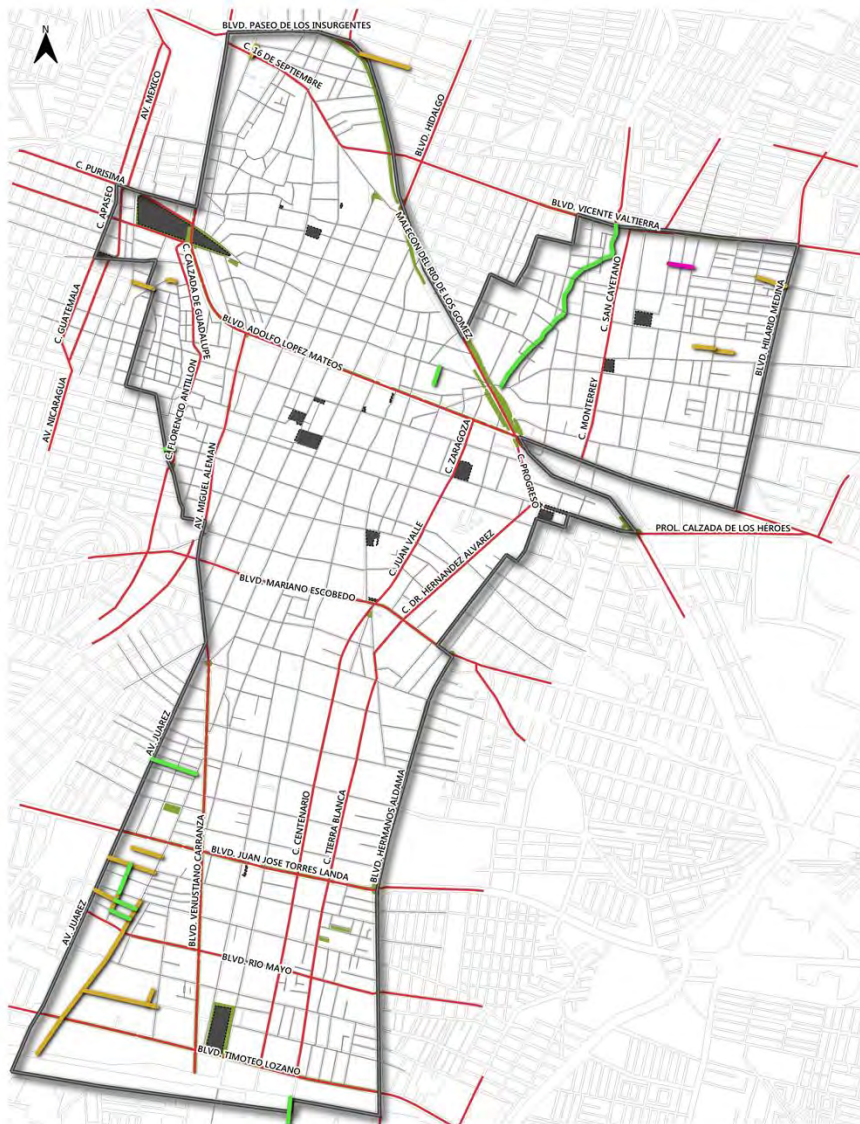 BLVD. PASEO DE LOS INSURGENTES
N
C. 16 DE SEPTIEMBRE
AV. MEXICO
BLVD. HIDALGO
C. PURISIMA
C. APASEO
BLVD. VICENTE VALTIERRA
MALECON DEL RIO DE LOS GOMEZ
C. SAN CAYETANO
C. CALZADA DE GUADALUPE
C. GUATEMALA
BLVD. ADOLFO LOPEZ MATEOS
BLVD. HILARIO MEDINA
AV. NICARAGUA
C. FLORENCIO ANTILLON
C. MONTERREY
C. ZARAGOZA
C. PROGRESO
AV. MIGUEL ALEMAN
PROL. CALZADA DE LOS HÉROES
C. JUAN VALLE
C. DR. HERNANDEZ ALVAREZ
BLVD. MARIANO ESCOBEDO
AV. JUAREZ
C. CENTENARIO
C. TIERRA BLANCA
BLVD. HERMANOS ALDAMA
BLVD. VENUSTIANO CARRANZA
BLVD. JUAN JOSE TORRES LANDA
AV. JUAREZ
BLVD. RIO MAYO
BLVD. TIMOTEO LOZANO